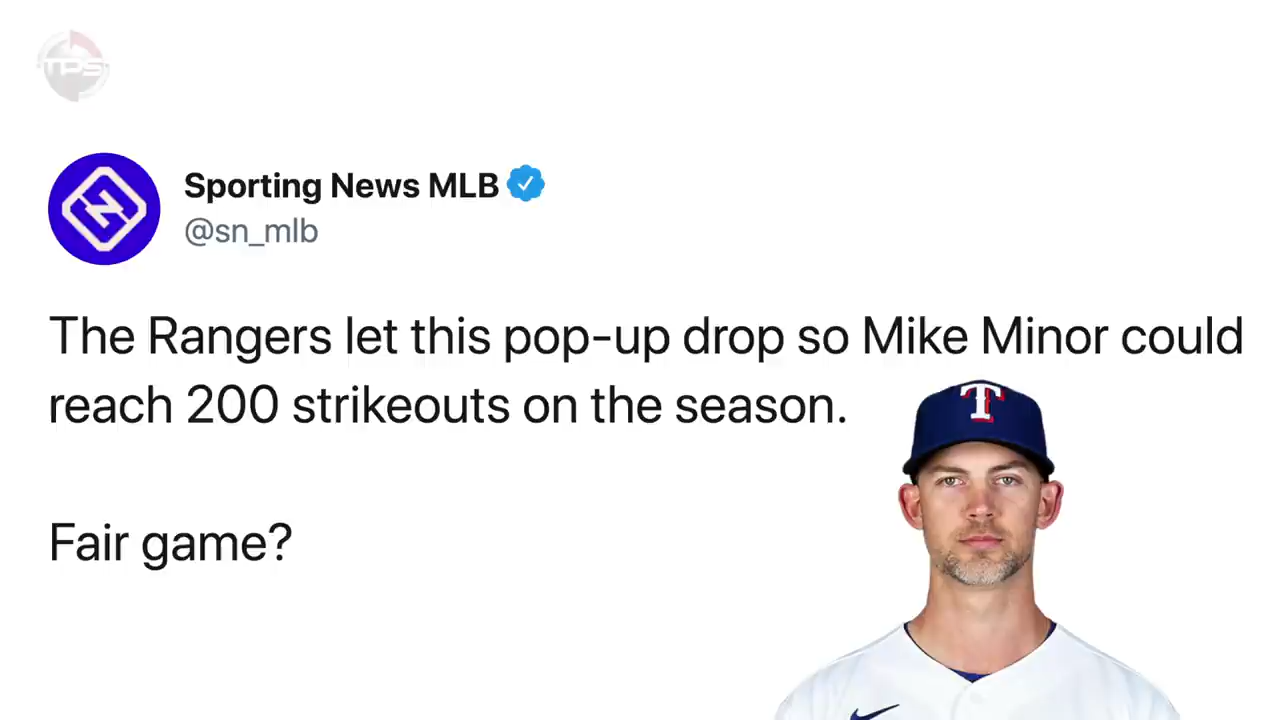 TPS
Sporting News MLB
@sn_mlb
The Rangers let this pop-up drop so Mike Minor could
reach 200 strikeouts on the season.
T
Fair game?